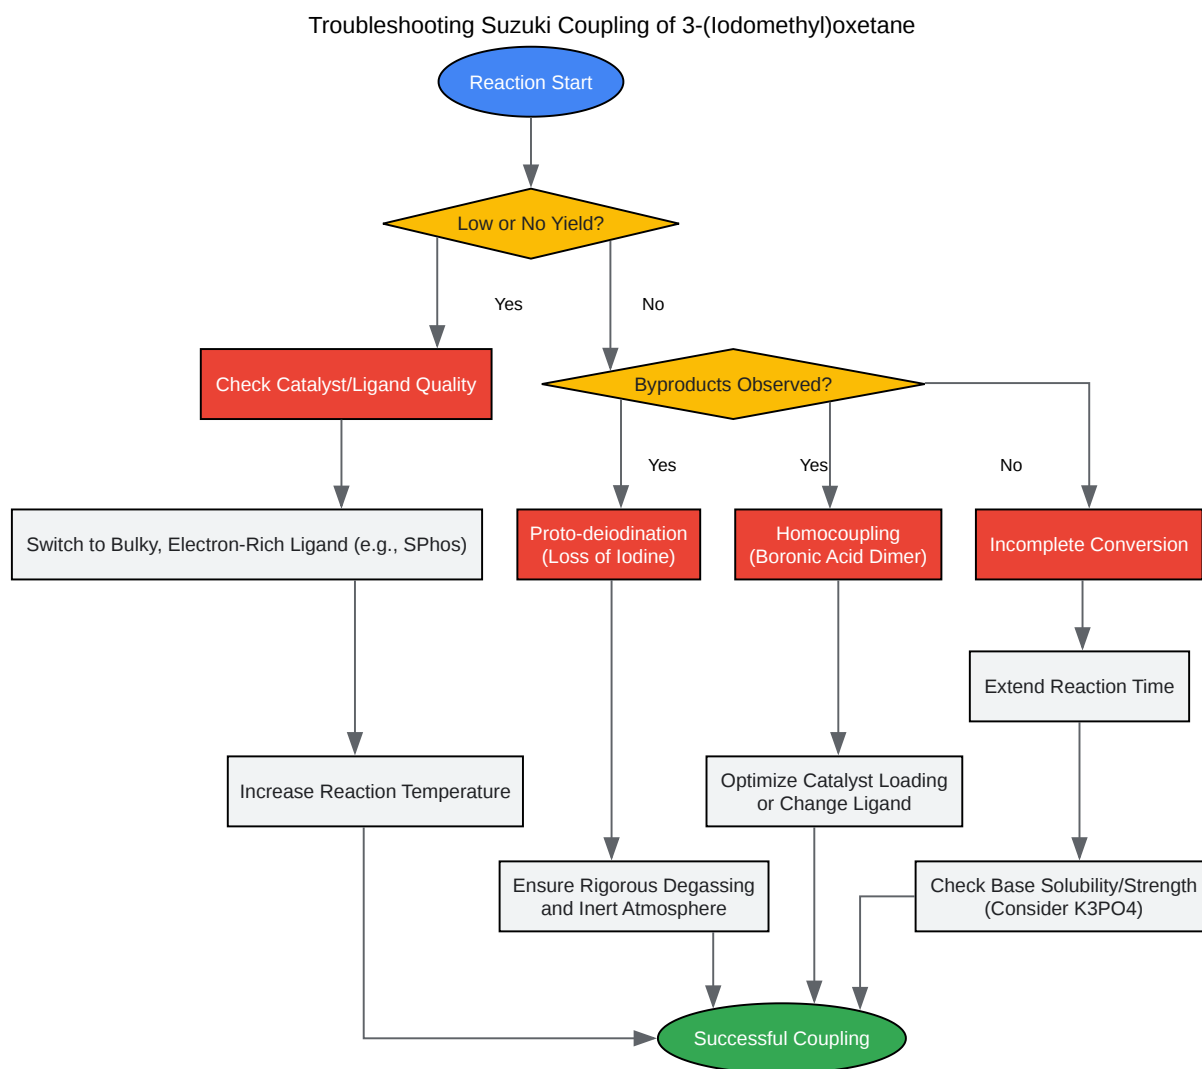 Troubleshooting Suzuki Coupling of 3-(Iodomethyl)oxetane
Reaction Start
Low or No Yield?
Yes
No
Check Catalyst/Ligand Quality
Byproducts Observed?
Yes
Yes
No
Switch to Bulky, Electron-Rich Ligand (e.g., SPhos)
Proto-deiodination
(Loss of Iodine)
Homocoupling
(Boronic Acid Dimer)
Incomplete Conversion
Extend Reaction Time
Increase Reaction Temperature
Optimize Catalyst Loading
or Change Ligand
Ensure Rigorous Degassing
and Inert Atmosphere
Check Base Solubility/Strength
(Consider K3PO4)
Successful Coupling